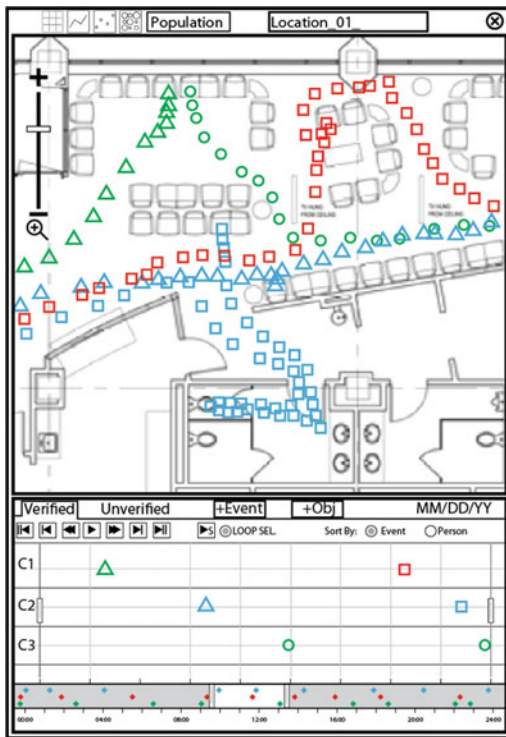 Population
Location_01_
TV HUNG
FROM CEILING
TV HUNG
FROM CEILING
Verified
Unverified
+Event
+Obj
MM/DD/YY
S
LOOP SEL.
Sort By:
Event
Person
C1
C2
C3
00:00
04:00
08:00
12:00
16:00
20:00
24:00